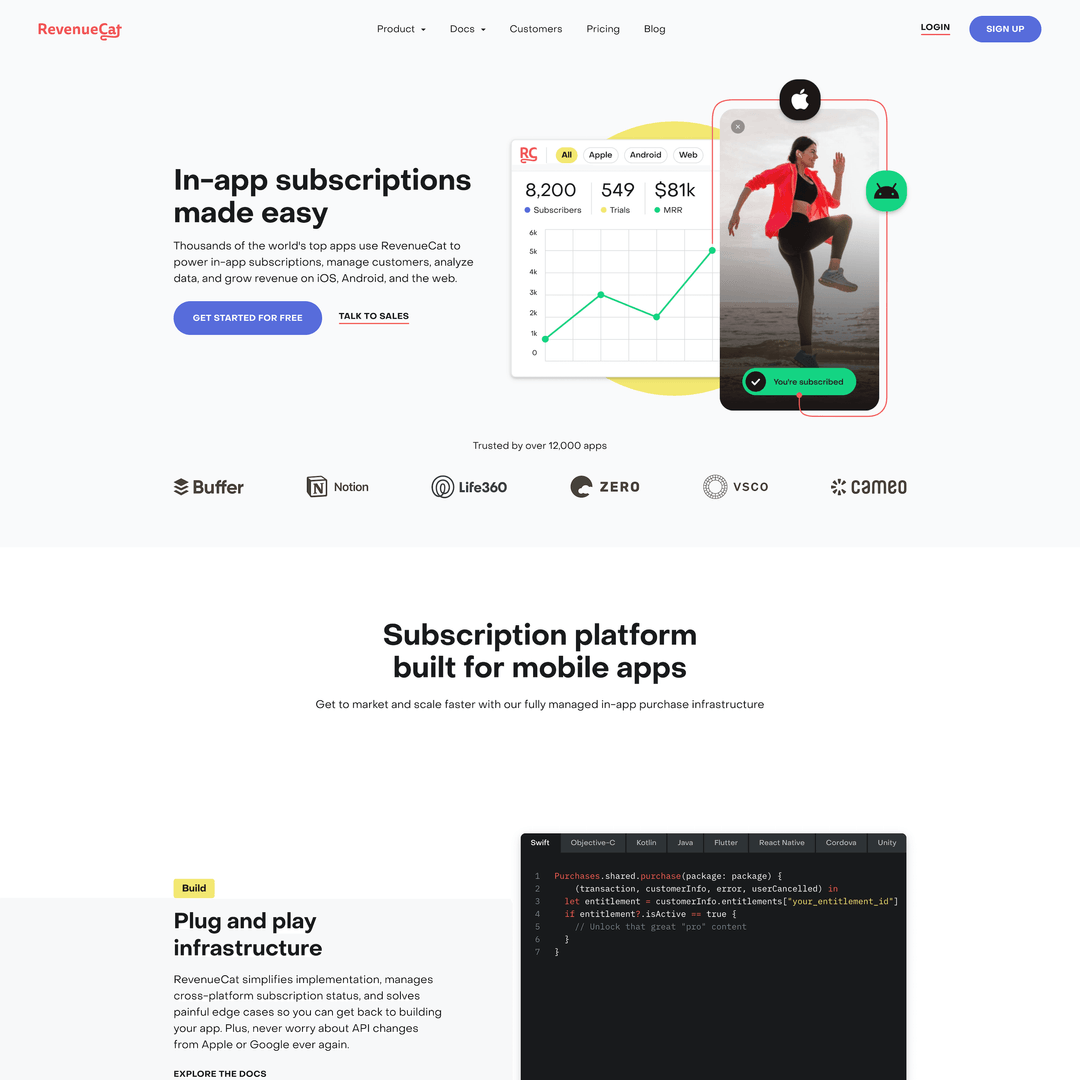 RevenueCat
Product
Docs
Customers
Pricing
Blog
LOGIN
SIGN UP
In-app subscriptions
made easy
Thousands of the world's top apps use RevenueCat to
power in-app subscriptions, manage customers, analyze
data, and grow revenue on iOS, Android, and the web.
GET STARTED FOR FREE
TALK TO SALES
RC
All
Apple
Android
Web
8,200
Subscribers
549
Trials
$81k
MRR
6k
5k
4k
3k
2k
1k
0
You're subscribed
Trusted by over 12,000 apps
Buffer
Notion
Life360
ZERO
VSCO
CAMEO
Subscription platform
built for mobile apps
Get to market and scale faster with our fully managed in-app purchase infrastructure
Build
Plug and play
infrastructure
RevenueCat simplifies implementation, manages
cross-platform subscription status, and solves
painful edge cases so you can get back to building
your app. Plus, never worry about API changes
from Apple or Google ever again.
EXPLORE THE DOCS
Swift
Objective-C
Kotlin
Java
Flutter
React Native
Cordova
Unity
1 Purchases.shared.purchase(package: package) {
2 (transaction, customerInfo, error, userCancelled) in
3 let entitlement = customerInfo.entitlements["your_entitlement_id"]
4 if entitlement?.isActive == true {
5 // Unlock that great "pro" content
6 }
7 }